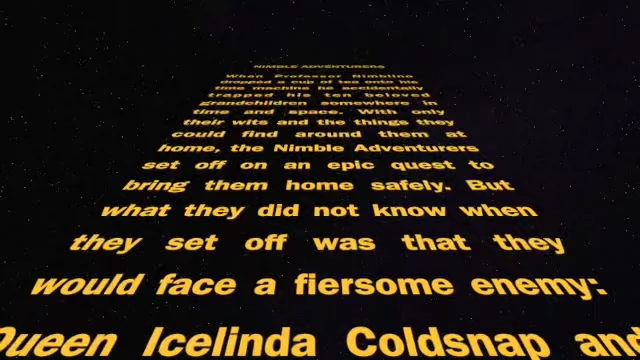 NIMBLE ADVENTURERS
When Professor Nimblino
dropped a cup of tea onto his
time machine he accidentally
trapped his ten beloved
grandchildren somewhere in
time and space. With only
their wits and the things they
could find around them at
home, the Nimble Adventurers
set off on an epic quest to
bring them home safely. But
what they did not know when
they set off was that they
would face a fiersome enemy:
Queen Icelinda Coldsnap and